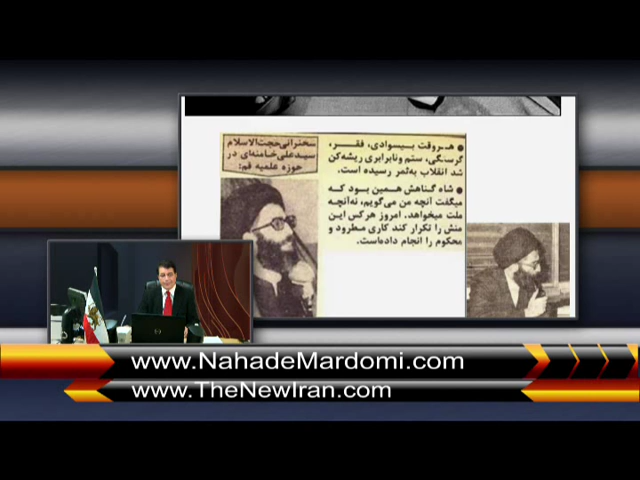 سخنرانی حجت‌الاسلام
سیدعلی خامنه‌ای در
حوزه علمیه قم:
● هر وقت بیسوادی، فقر،
گرسنگی، ستم ونابرابری ریشه‌کن
شد انقلاب به‌ثمر رسیده است.
● شاه گناهش همین بود که
میگفت آنچه من می‌گویم، نه‌آنچه
ملت میخواهد. امروز هرکس این
منش را تکرار کند کاری مطرود و
محکوم را انجام داده‌است.
www.NahadeMardomi.com
www.TheNewIran.com